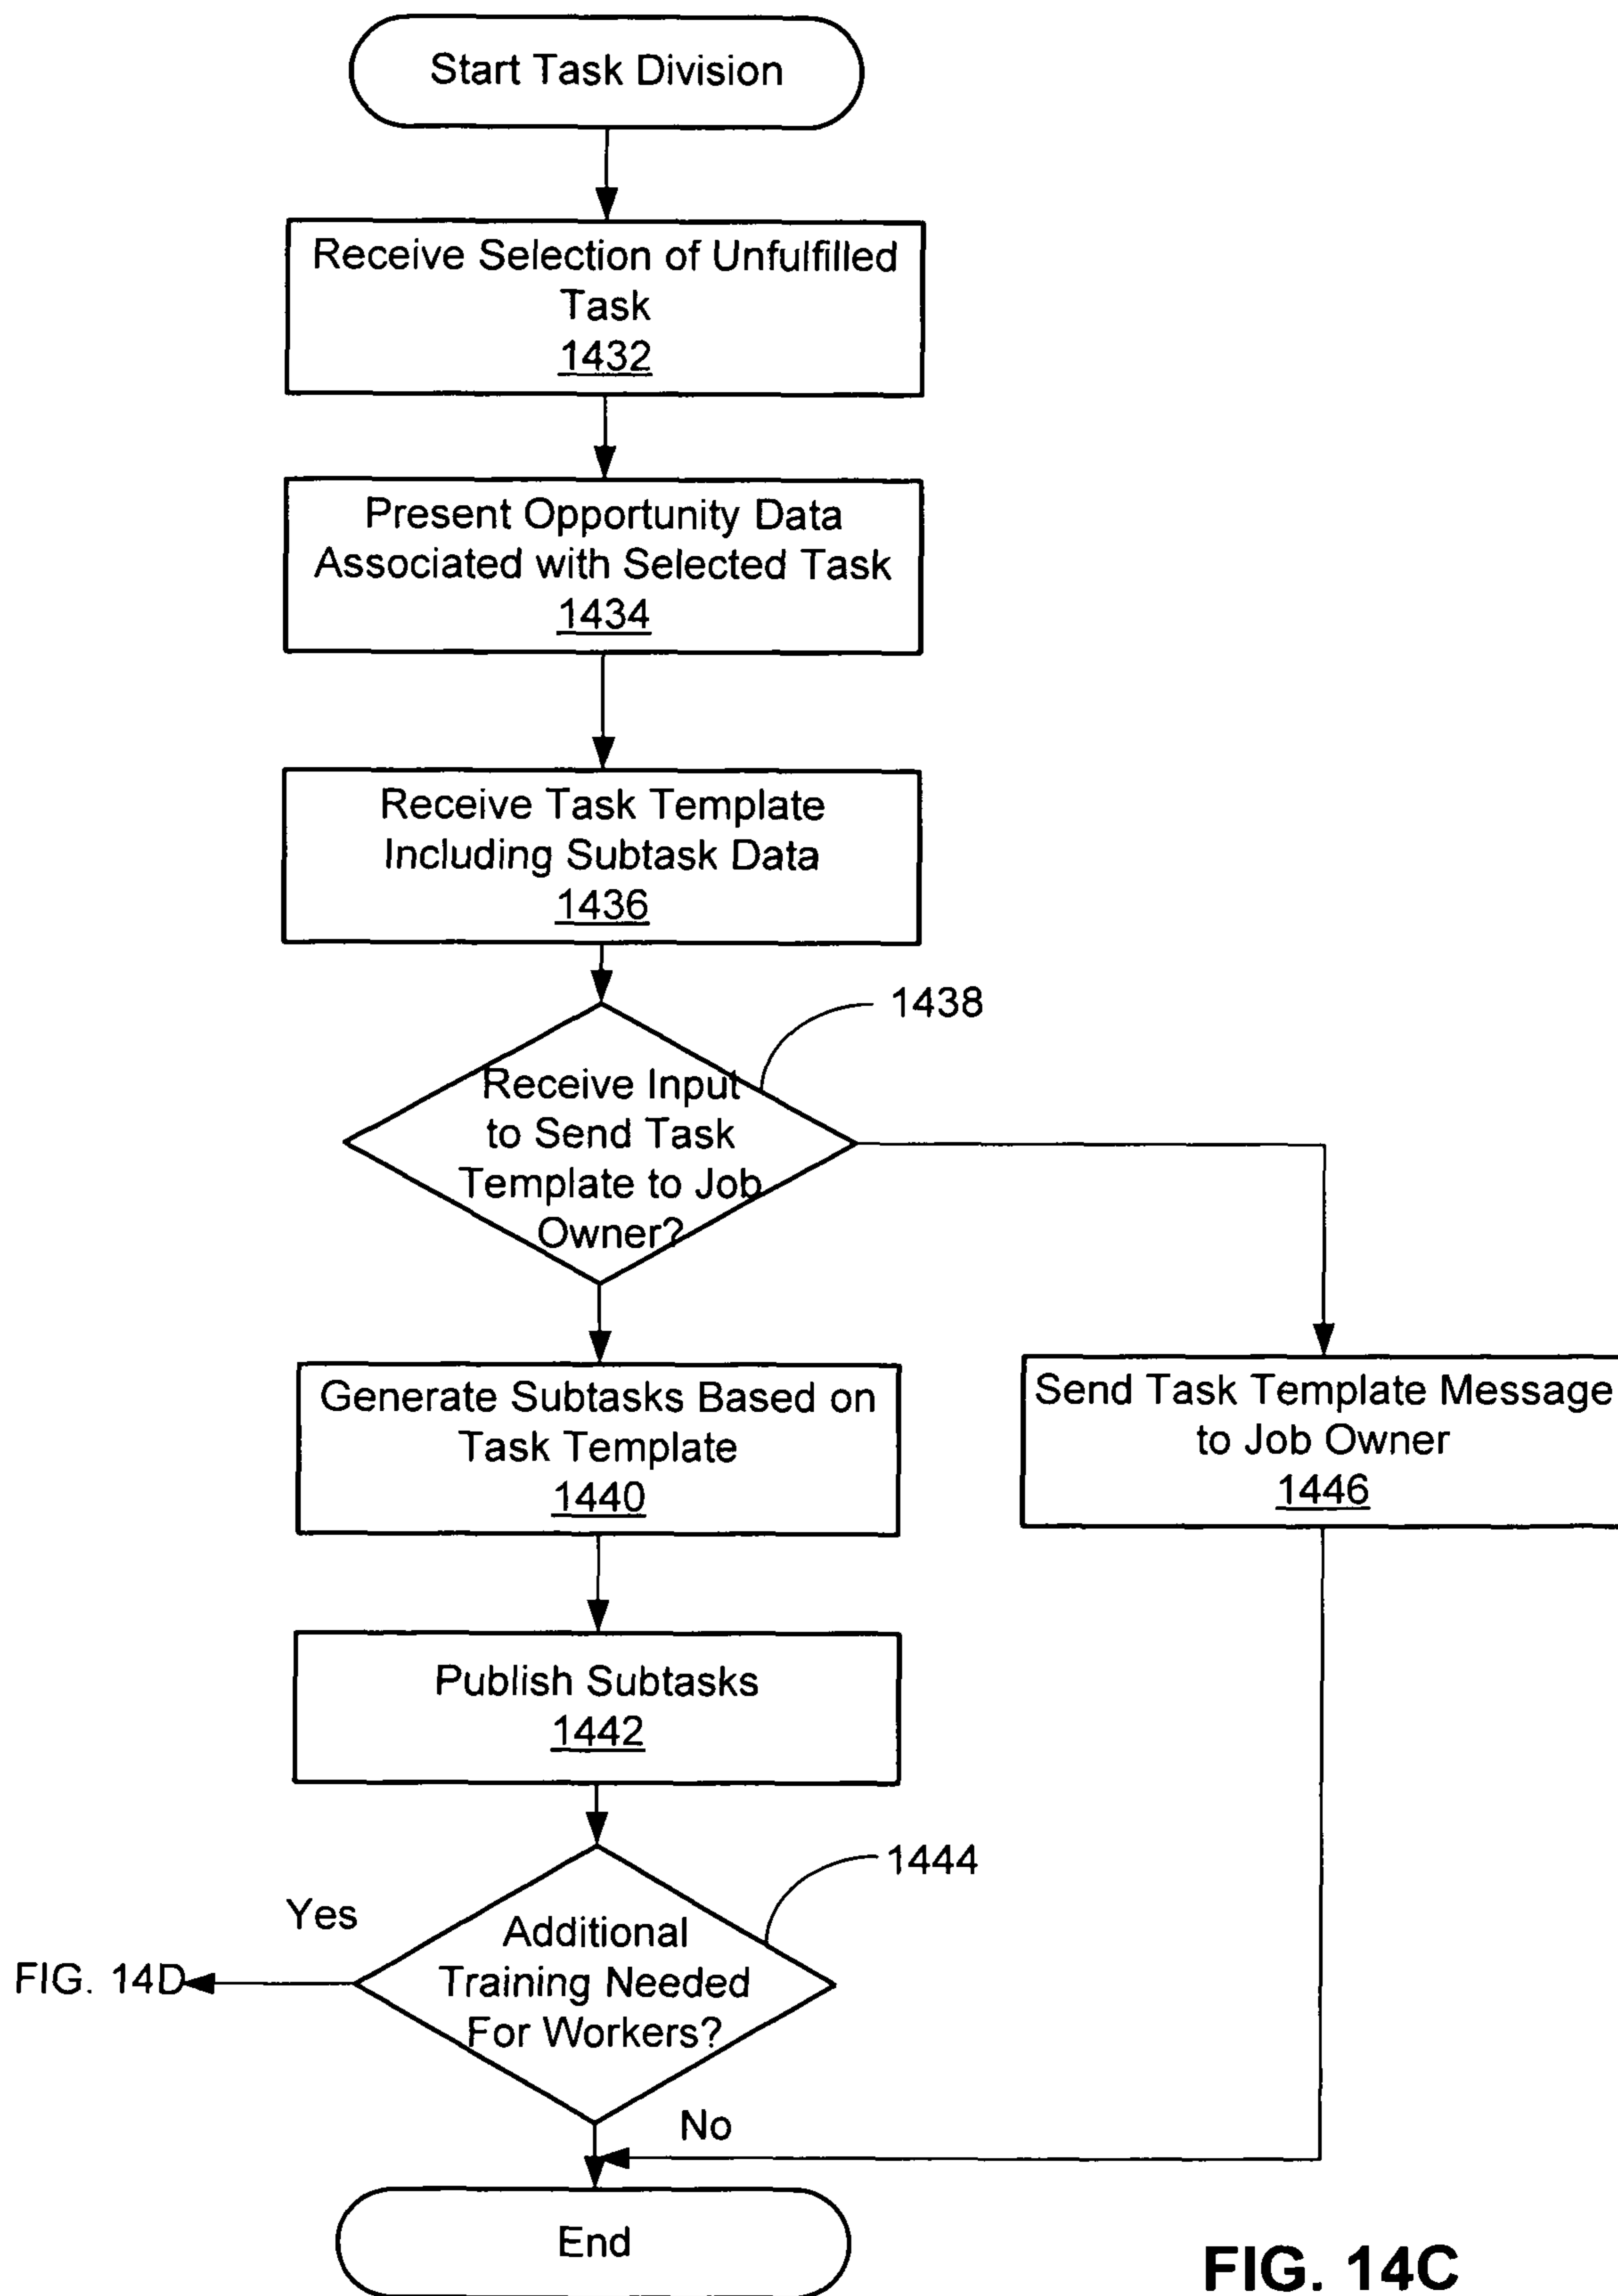 Start Task Division
Receive Selection of Unfulfilled
Task
1432
Present Opportunity Data
Associated with Selected Task
1434
Receive Task Template
Including Subtask Data
1436
1438
Receive Input
to Send Task
Template to Job
Owner?
Generate Subtasks Based on
Task Template
1440
Send Task Template Message
to Job Owner
1446
Publish Subtasks
1442
1444
Yes
Additional
Training Needed
For Workers?
FIG. 14D
No
End
FIG. 14C